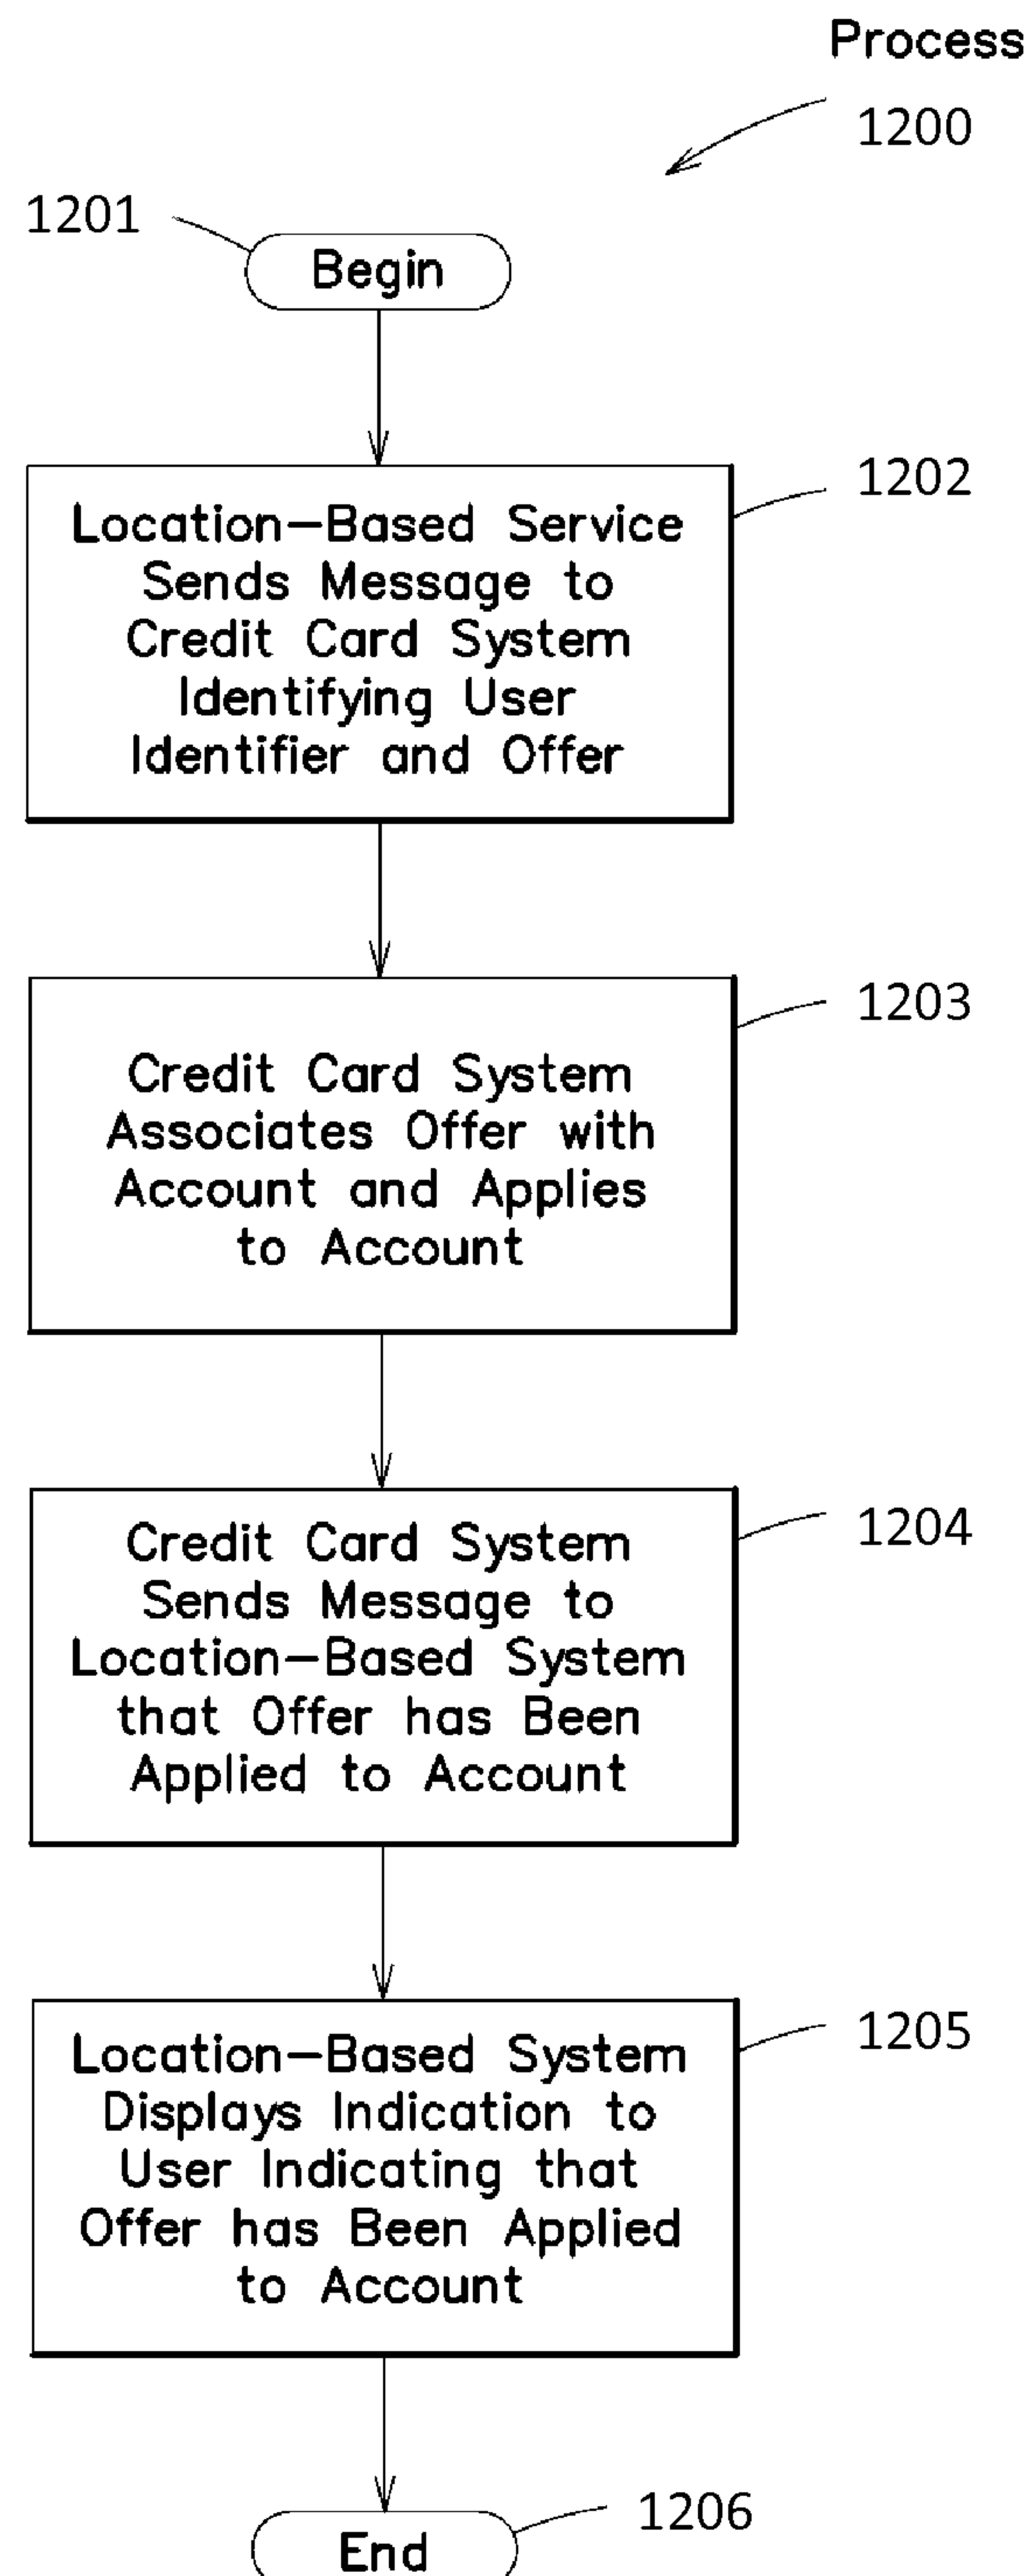 Process
1200
1201
Begin
1202
Location-Based Service
Sends Message to
Credit Card System
Identifying User
Identifier and Offer
1203
Credit Card System
Associates Offer with
Account and Applies
to Account
1204
Credit Card System
Sends Message to
Location-Based System
that Offer has Been
Applied to Account
1205
Location-Based System
Displays Indication to
User Indicating that
Offer has Been Applied
to Account
1206
End